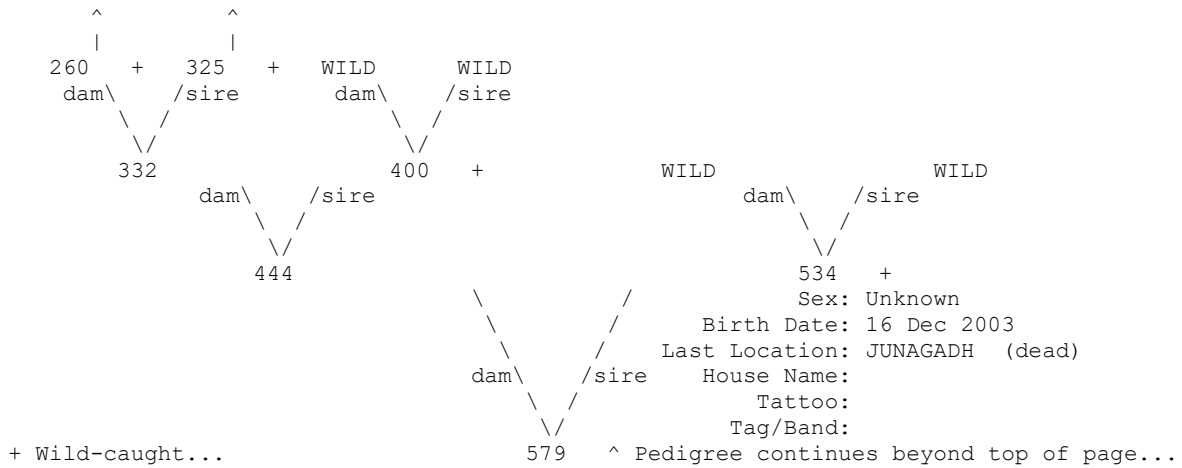 ^ ^
| |
260 + 325 + WILD WILD
dam\ /sire dam\ /sire
\ / \ /
\/ \/
332 400 + WILD WILD
dam\ /sire dam\ /sire
\ / \ /
\/ \/
444 534 +
\ / Sex: Unknown
\ / Birth Date: 16 Dec 2003
\ / Last Location: JUNAGADH (dead)
dam\ /sire House Name:
\ / Tattoo:
\/ Tag/Band:
+ Wild-caught... 579 ^ Pedigree continues beyond top of page...